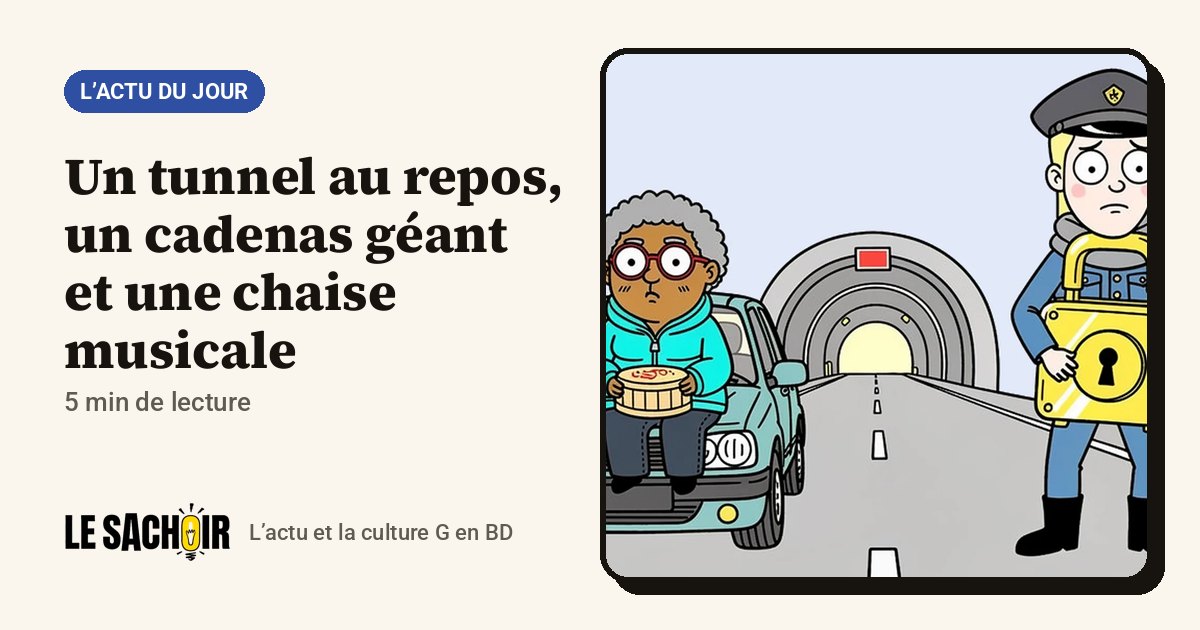 L’ACTU DU JOUR
Un tunnel au repos,
un cadenas géant
et une chaise
musicale
5 min de lecture
LE SACHOIR
L’actu et la culture G en BD